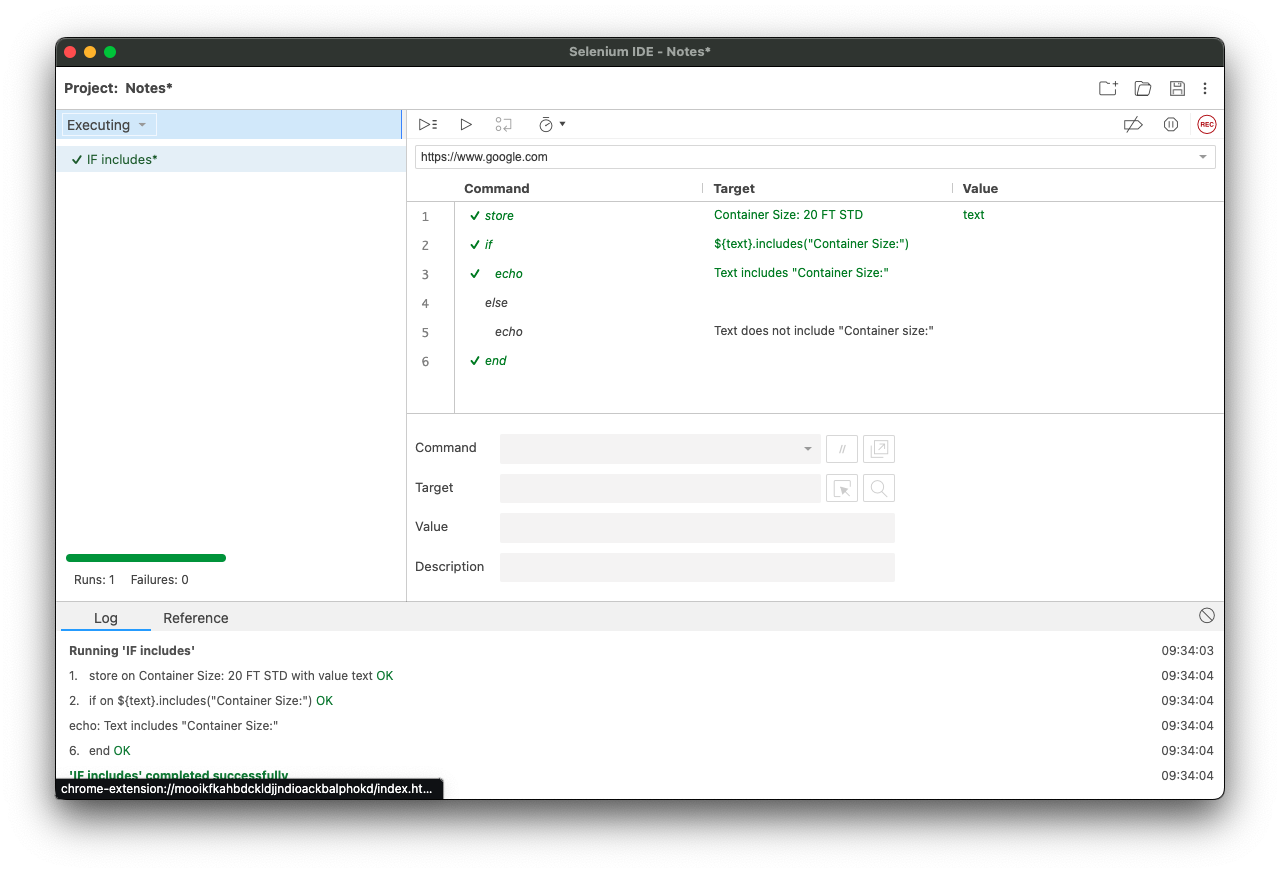 Selenium IDE - Notes*
Project: Notes*
Executing
IF includes*
REC
https://www.google.com
Command Target Value
1 store Container Size: 20 FT STD text
2 if ${text}.includes("Container Size:")
3 echo Text includes "Container Size:"
4 else
5 echo Text does not include "Container size:"
6 end
Command //
Target
Value
Description
Runs: 1 Failures: 0
Log Reference
Running 'IF includes' 09:34:03
1. store on Container Size: 20 FT STD with value text OK 09:34:04
2. if on ${text}.includes("Container Size:") OK 09:34:04
echo: Text includes "Container Size:" 09:34:04
6. end OK 09:34:04
'IF includes' completed successfully 09:34:04
chrome-extension://mooikfkahbdckldjjndioackbalphokd/index.ht...